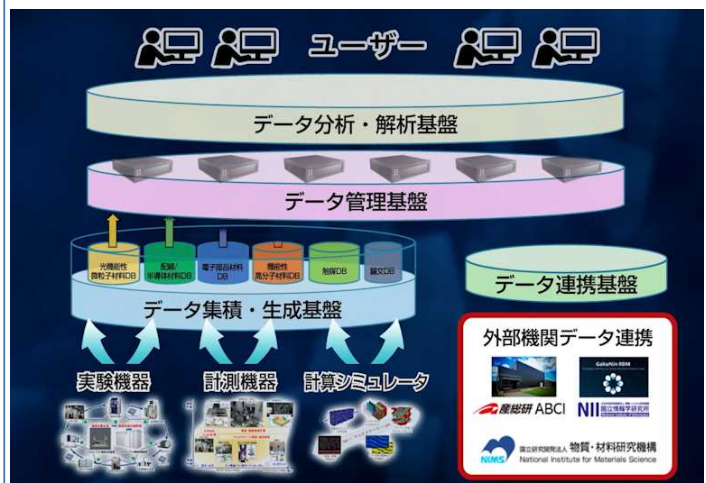 ユーザー
データ分析・解析基盤
データ管理基盤
光機能性
微粒子材料DB
配線/
半導体材料DB
電子部品材料
DB
機能性
高分子材料DB
触媒DB
論文DB
データ集積・生成基盤
データ連携基盤
実験機器
計測機器
計算シミュレータ
外部機関データ連携
GakuNin RDM
産総研 ABCI
NII 国立情報学研究所
NIMS
国立研究開発法人 物質・材料研究機構
National Institute for Materials Science